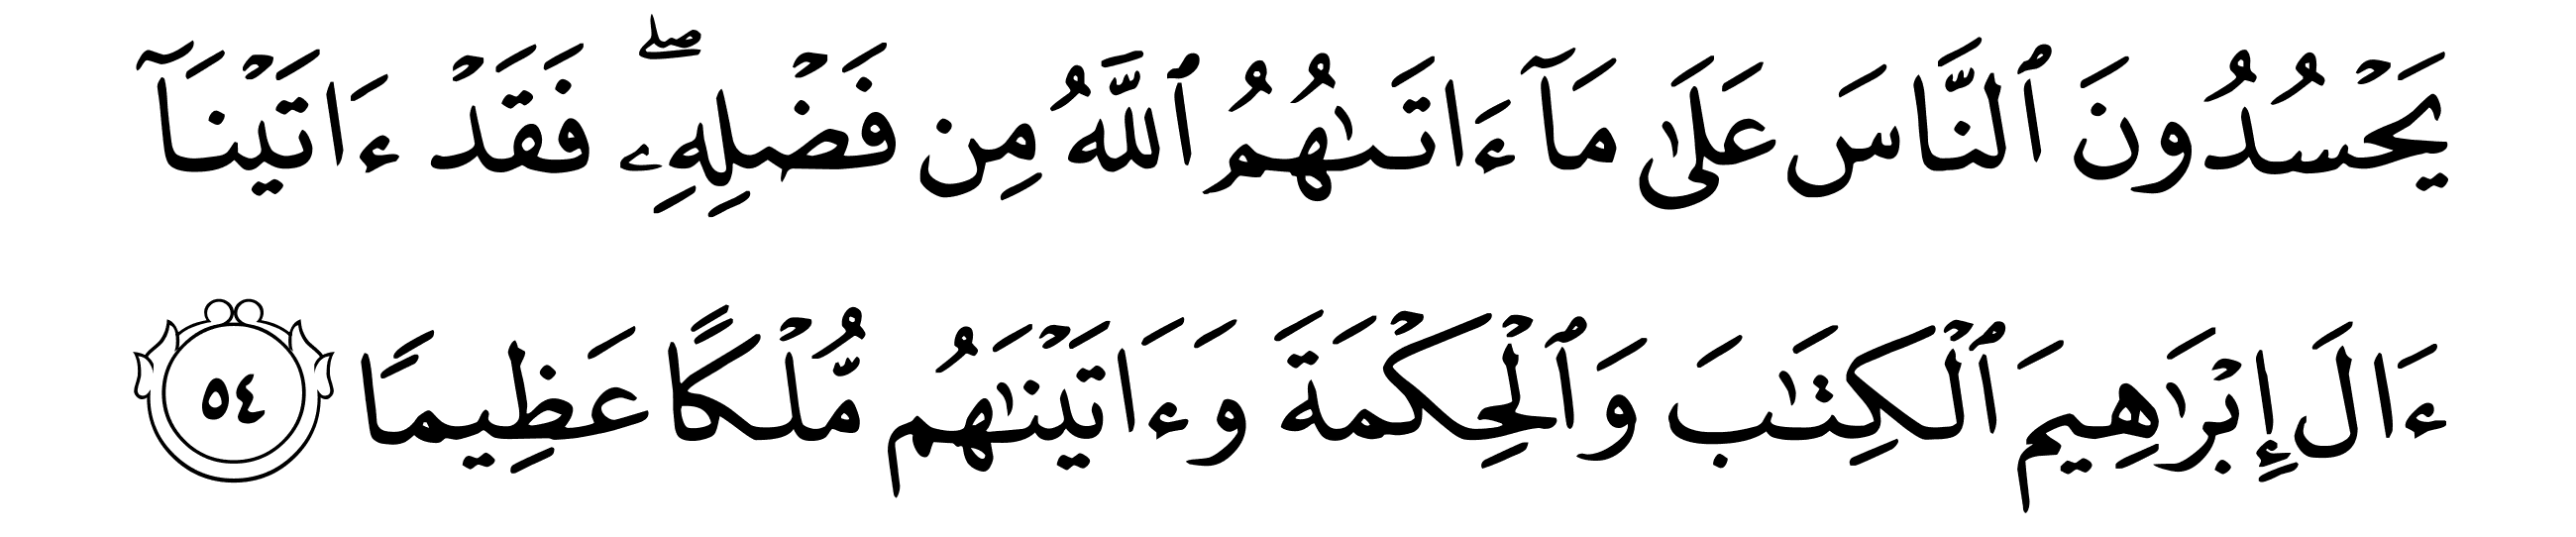 يَحْسُدُونَ ٱلنَّاسَ عَلَىٰ مَآ ءَاتَىٰهُمُ ٱللَّهُ مِن فَضْلِهِۦ ۖ فَقَدْ ءَاتَيْنَآ
ءَالَ إِبْرَٰهِيمَ ٱلْكِتَٰبَ وَٱلْحِكْمَةَ وَءَاتَيْنَٰهُم مُّلْكًا عَظِيمًا ٥٤